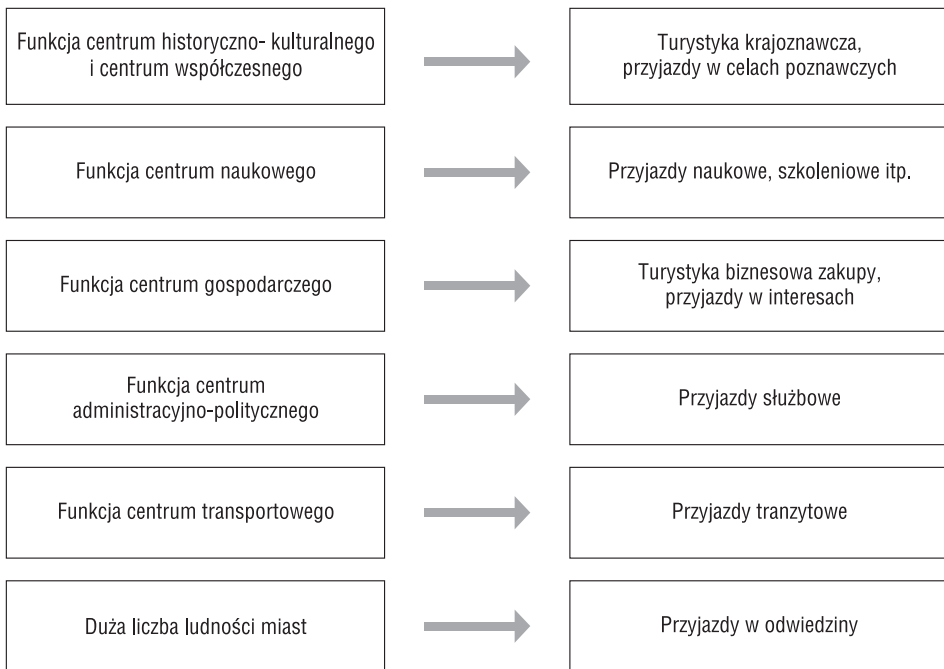 Funkcja centrum historyczno- kulturalnego
i centrum współczesnego
Turystyka krajoznawcza,
przyjazdy w celach poznawczych
Funkcja centrum naukowego
Przyjazdy naukowe, szkoleniowe itp.
Funkcja centrum gospodarczego
Turystyka biznesowa zakupy,
przyjazdy w interesach
Funkcja centrum
administracyjno-politycznego
Przyjazdy służbowe
Funkcja centrum transportowego
Przyjazdy tranzytowe
Duża liczba ludności miast
Przyjazdy w odwiedziny